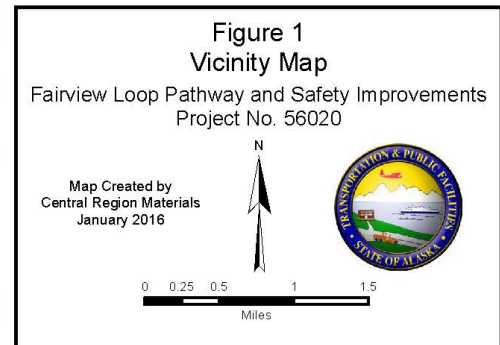 Figure 1
Vicinity Map
Fairview Loop Pathway and Safety Improvements
Project No. 56020
N
Map Created by
Central Region Materials
January 2016
TRANSPORTATION & PUBLIC FACILITIES
STATE OF ALASKA
0 0.25 0.5 1 1.5
Miles